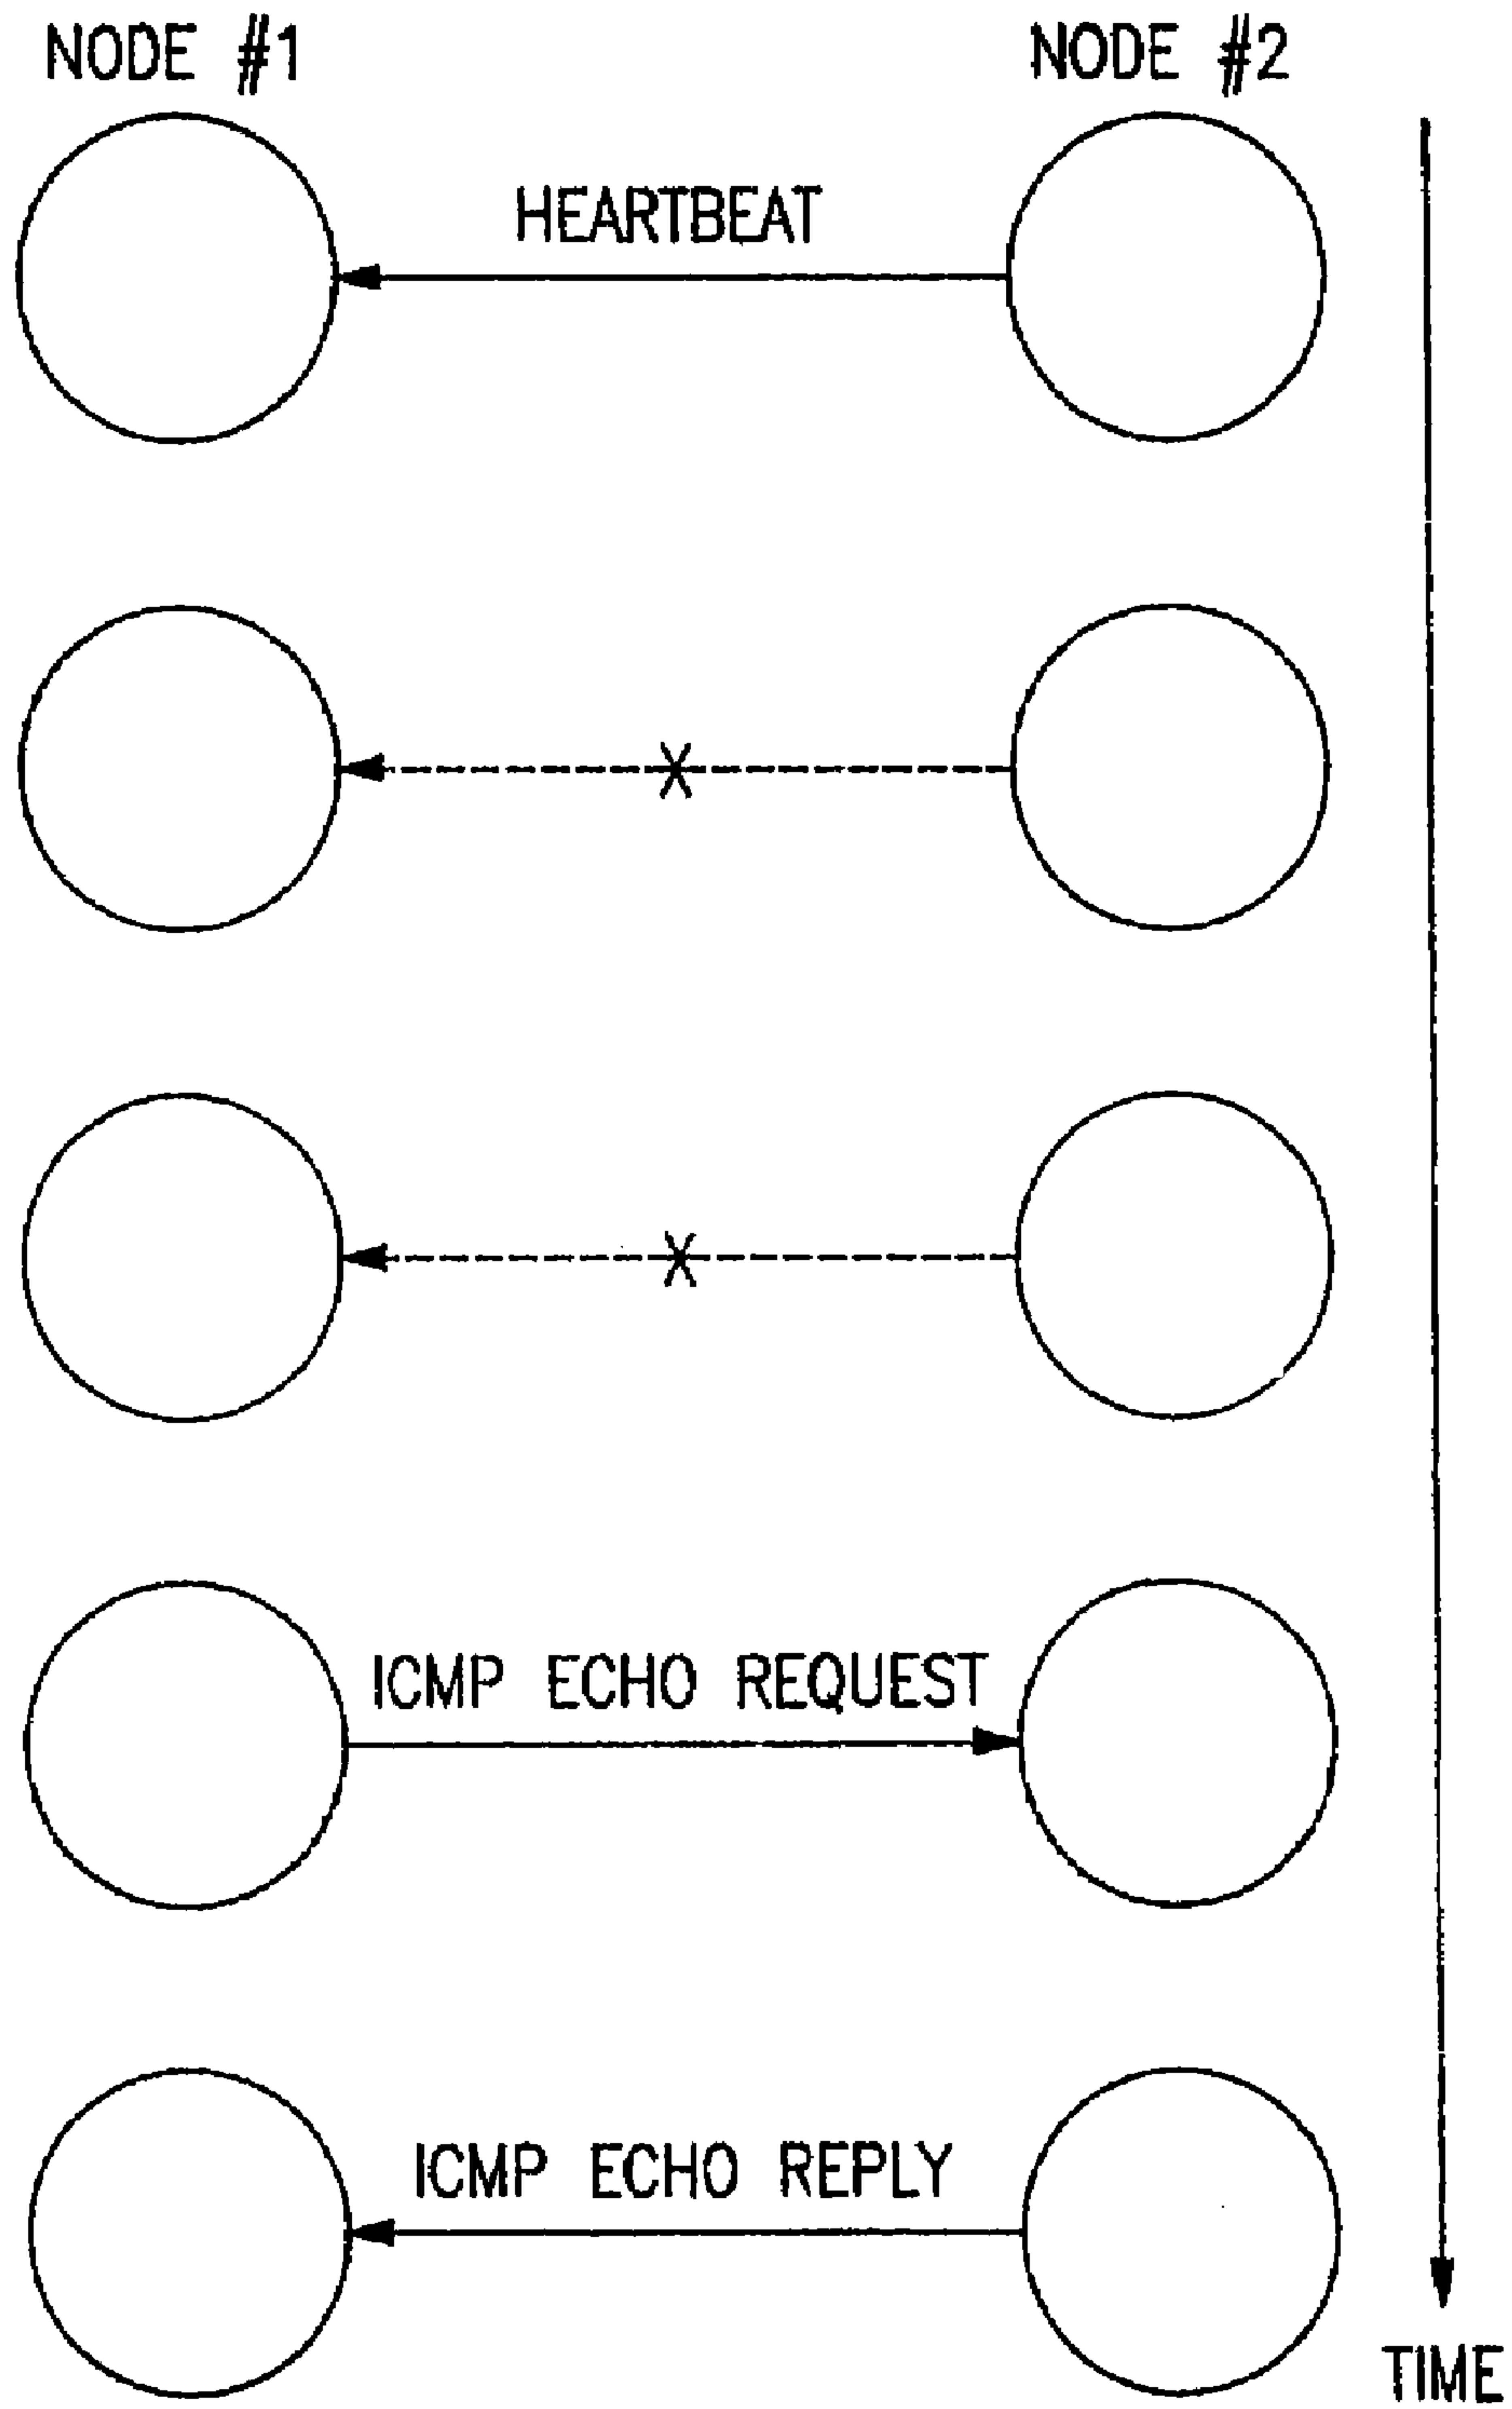 NODE #1
NODE #2
HEARTBEAT
X
X
ICMP ECHO REQUEST
ICMP ECHO REPLY
TIME